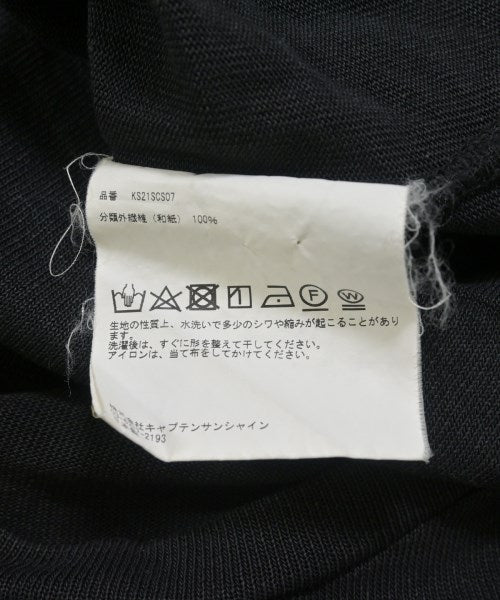 品番 KS21SCS07
分類外繊維（和紙）100%
F W
生地の性質上、水洗いで多少のシワや縮みが起こることがあり
ます。
洗濯後は、すぐに形を整えて干してください。
アイロンは、当て布をしてかけてください。
株式会社キャプテンサンシャイン
-2193